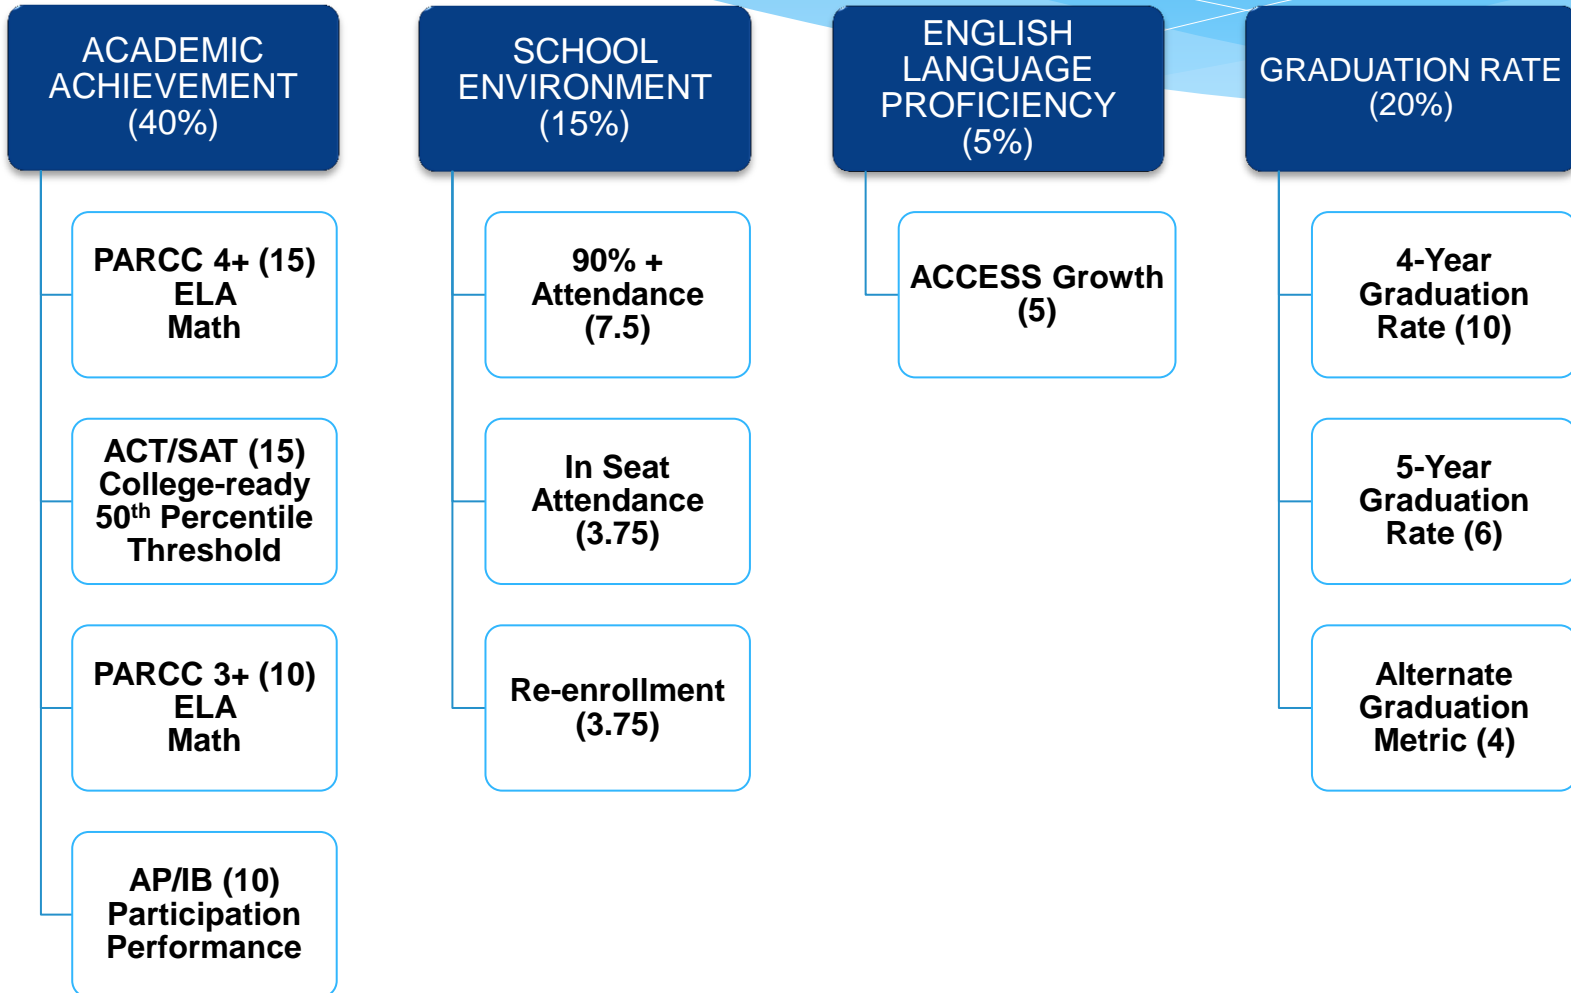 ACADEMIC
ACHIEVEMENT
(40%)
PARCC 4+ (15)
ELA
Math
ACT/SAT (15)
College-ready
50th Percentile
Threshold
PARCC 3+ (10)
ELA
Math
AP/IB (10)
Participation
Performance
SCHOOL
ENVIRONMENT
(15%)
90% +
Attendance
(7.5)
In Seat
Attendance
(3.75)
Re-enrollment
(3.75)
ENGLISH
LANGUAGE
PROFICIENCY
(5%)
ACCESS Growth
(5)
GRADUATION RATE
(20%)
4-Year
Graduation
Rate (10)
5-Year
Graduation
Rate (6)
Alternate
Graduation
Metric (4)